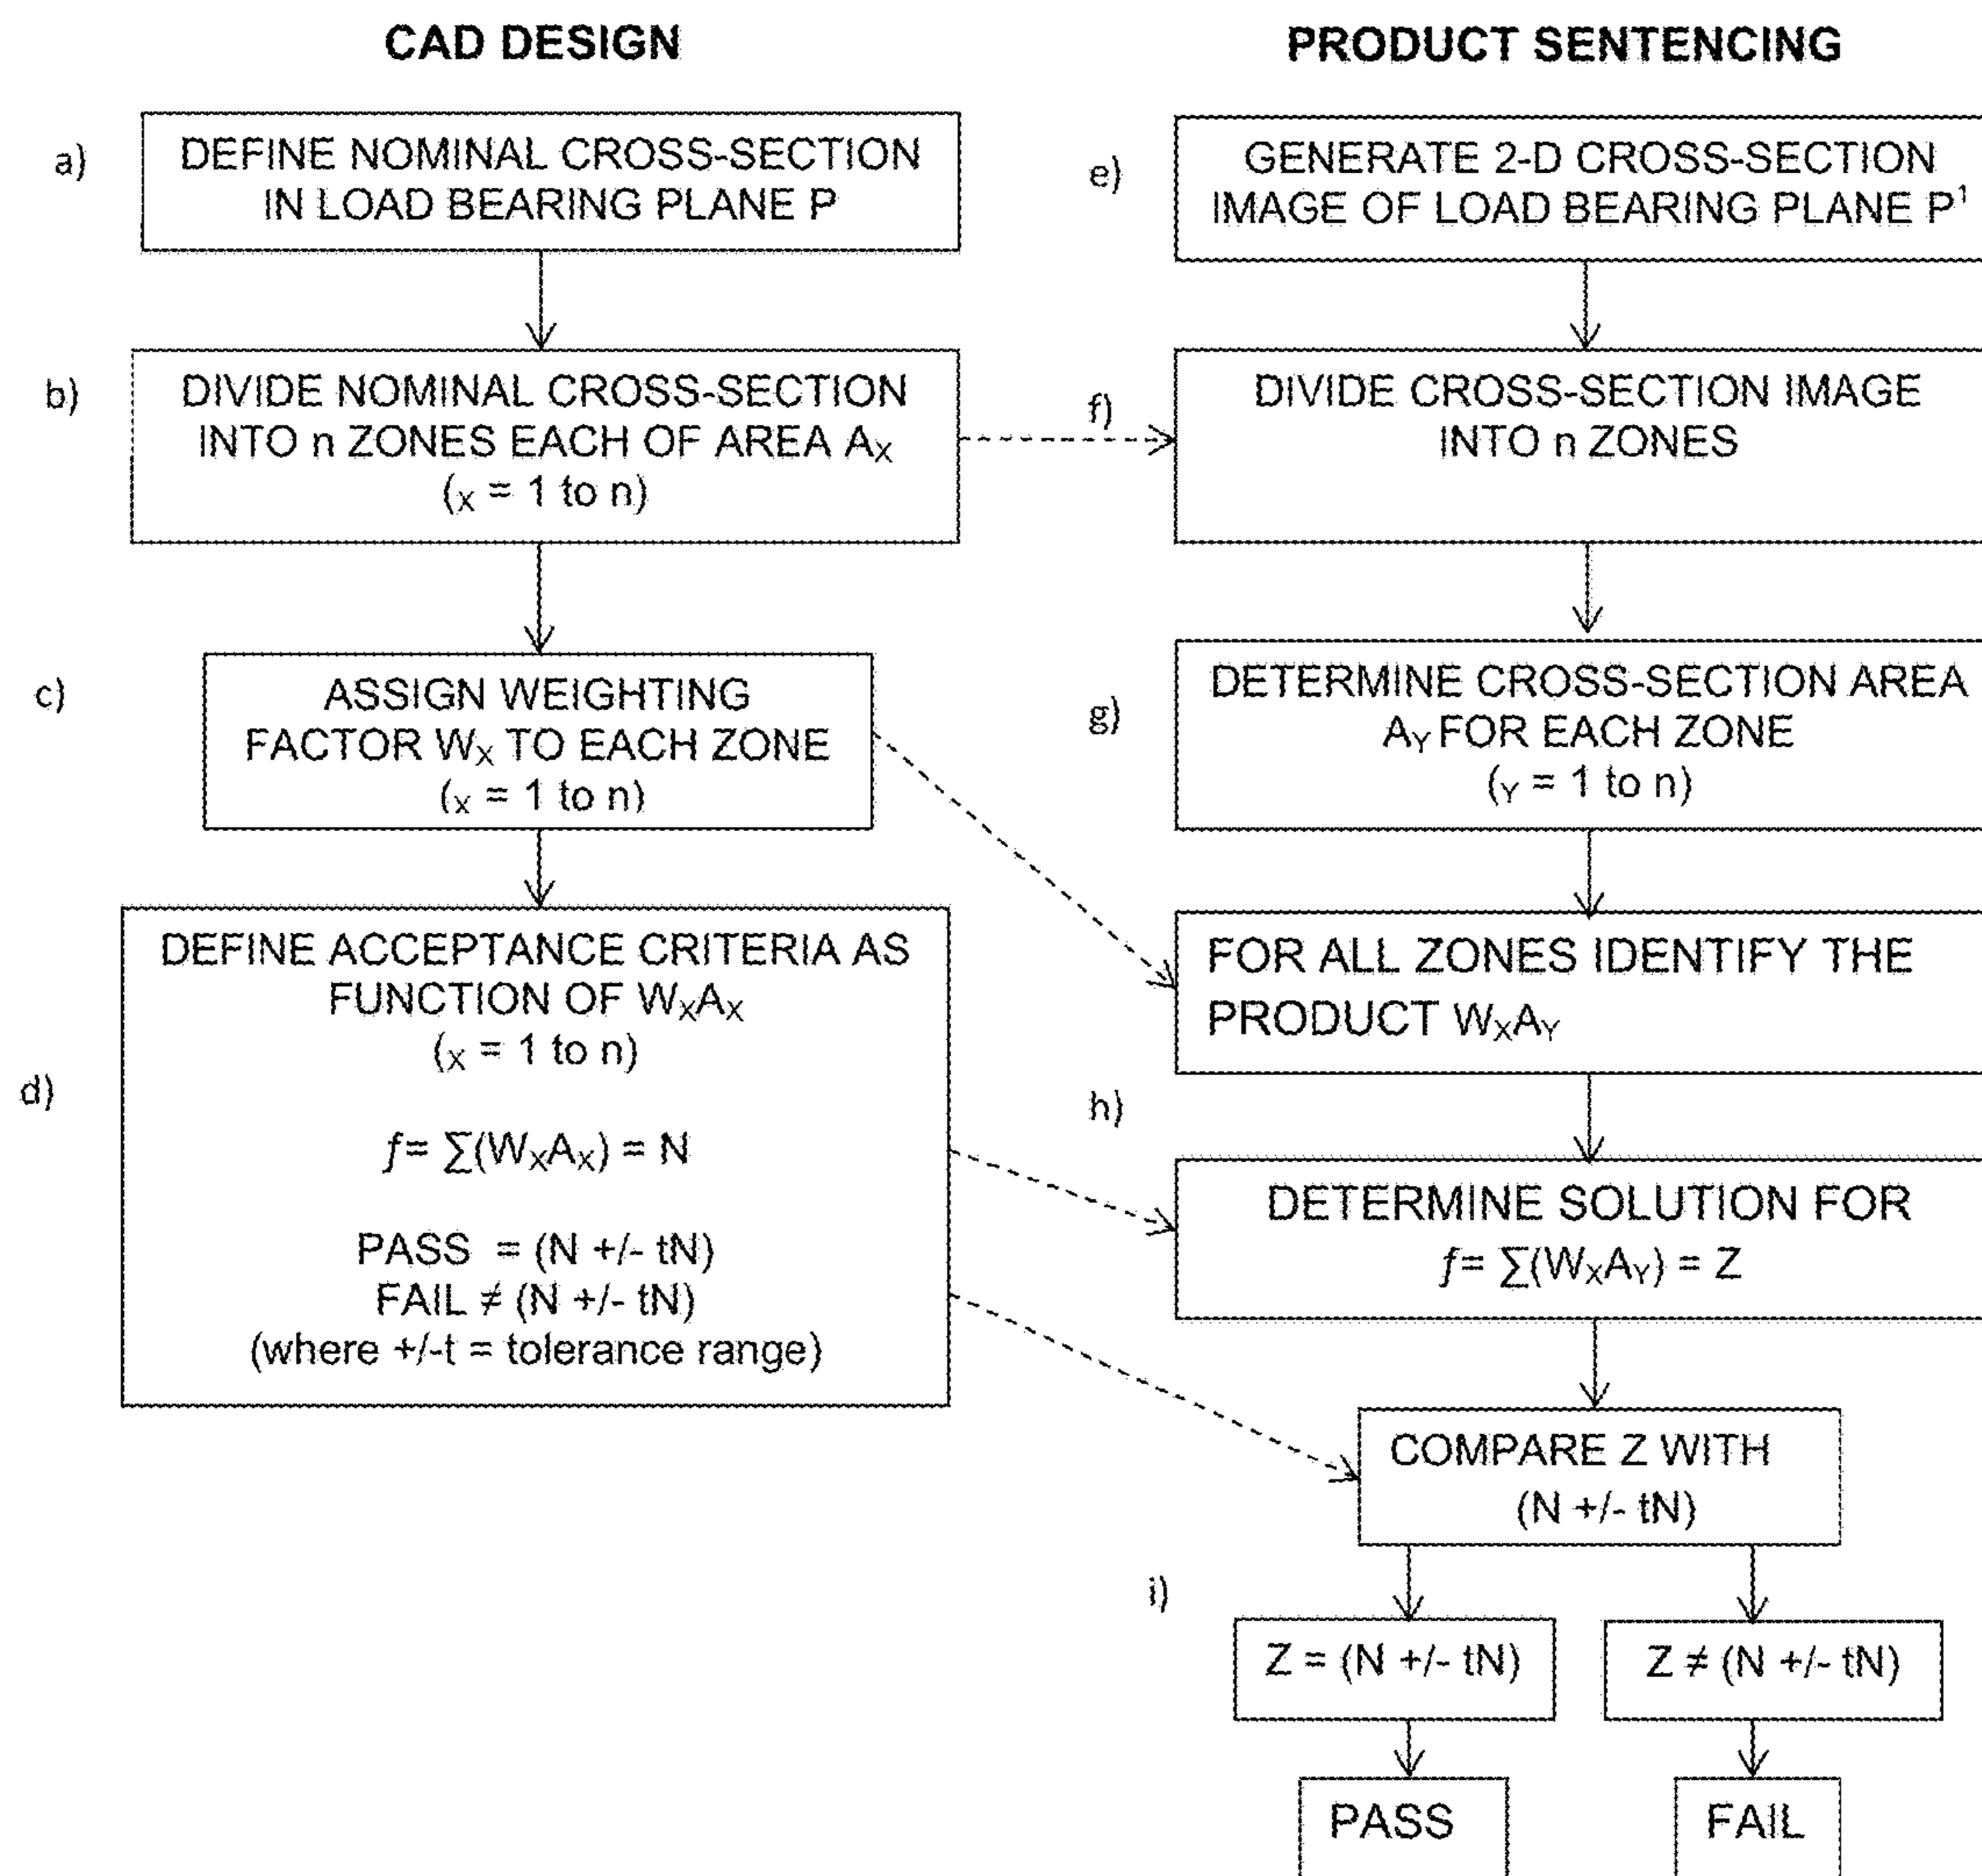 CAD DESIGN
a)
DEFINE NOMINAL CROSS-SECTION
IN LOAD BEARING PLANE P
b)
DIVIDE NOMINAL CROSS-SECTION
INTO n ZONES EACH OF AREA Aₓ
(ₓ = 1 to n)
c)
ASSIGN WEIGHTING
FACTOR Wₓ TO EACH ZONE
(ₓ = 1 to n)
d)
DEFINE ACCEPTANCE CRITERIA AS
FUNCTION OF WₓAₓ
(ₓ = 1 to n)
f= ∑(WₓAₓ) = N
PASS = (N +/- tN)
FAIL ≠ (N +/- tN)
(where +/-t = tolerance range)
PRODUCT SENTENCING
e)
GENERATE 2-D CROSS-SECTION
IMAGE OF LOAD BEARING PLANE P¹
f)
DIVIDE CROSS-SECTION IMAGE
INTO n ZONES
g)
DETERMINE CROSS-SECTION AREA
A_Y FOR EACH ZONE
(_Y = 1 to n)
FOR ALL ZONES IDENTIFY THE
PRODUCT WₓA_Y
h)
DETERMINE SOLUTION FOR
f= ∑(WₓA_Y) = Z
COMPARE Z WITH
(N +/- tN)
i)
Z = (N +/- tN)
Z ≠ (N +/- tN)
PASS
FAIL